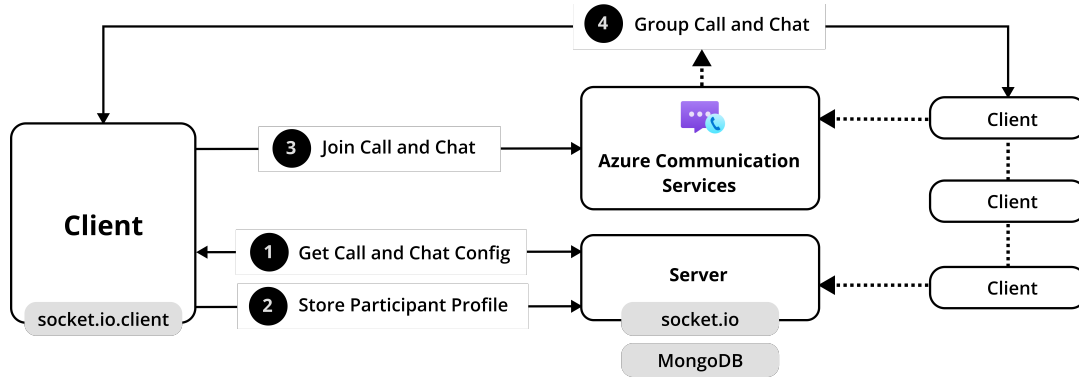 4 Group Call and Chat
3 Join Call and Chat
Azure Communication
Services
Client
Client
Client
Client
1 Get Call and Chat Config
Server
2 Store Participant Profile
socket.io.client
socket.io
MongoDB